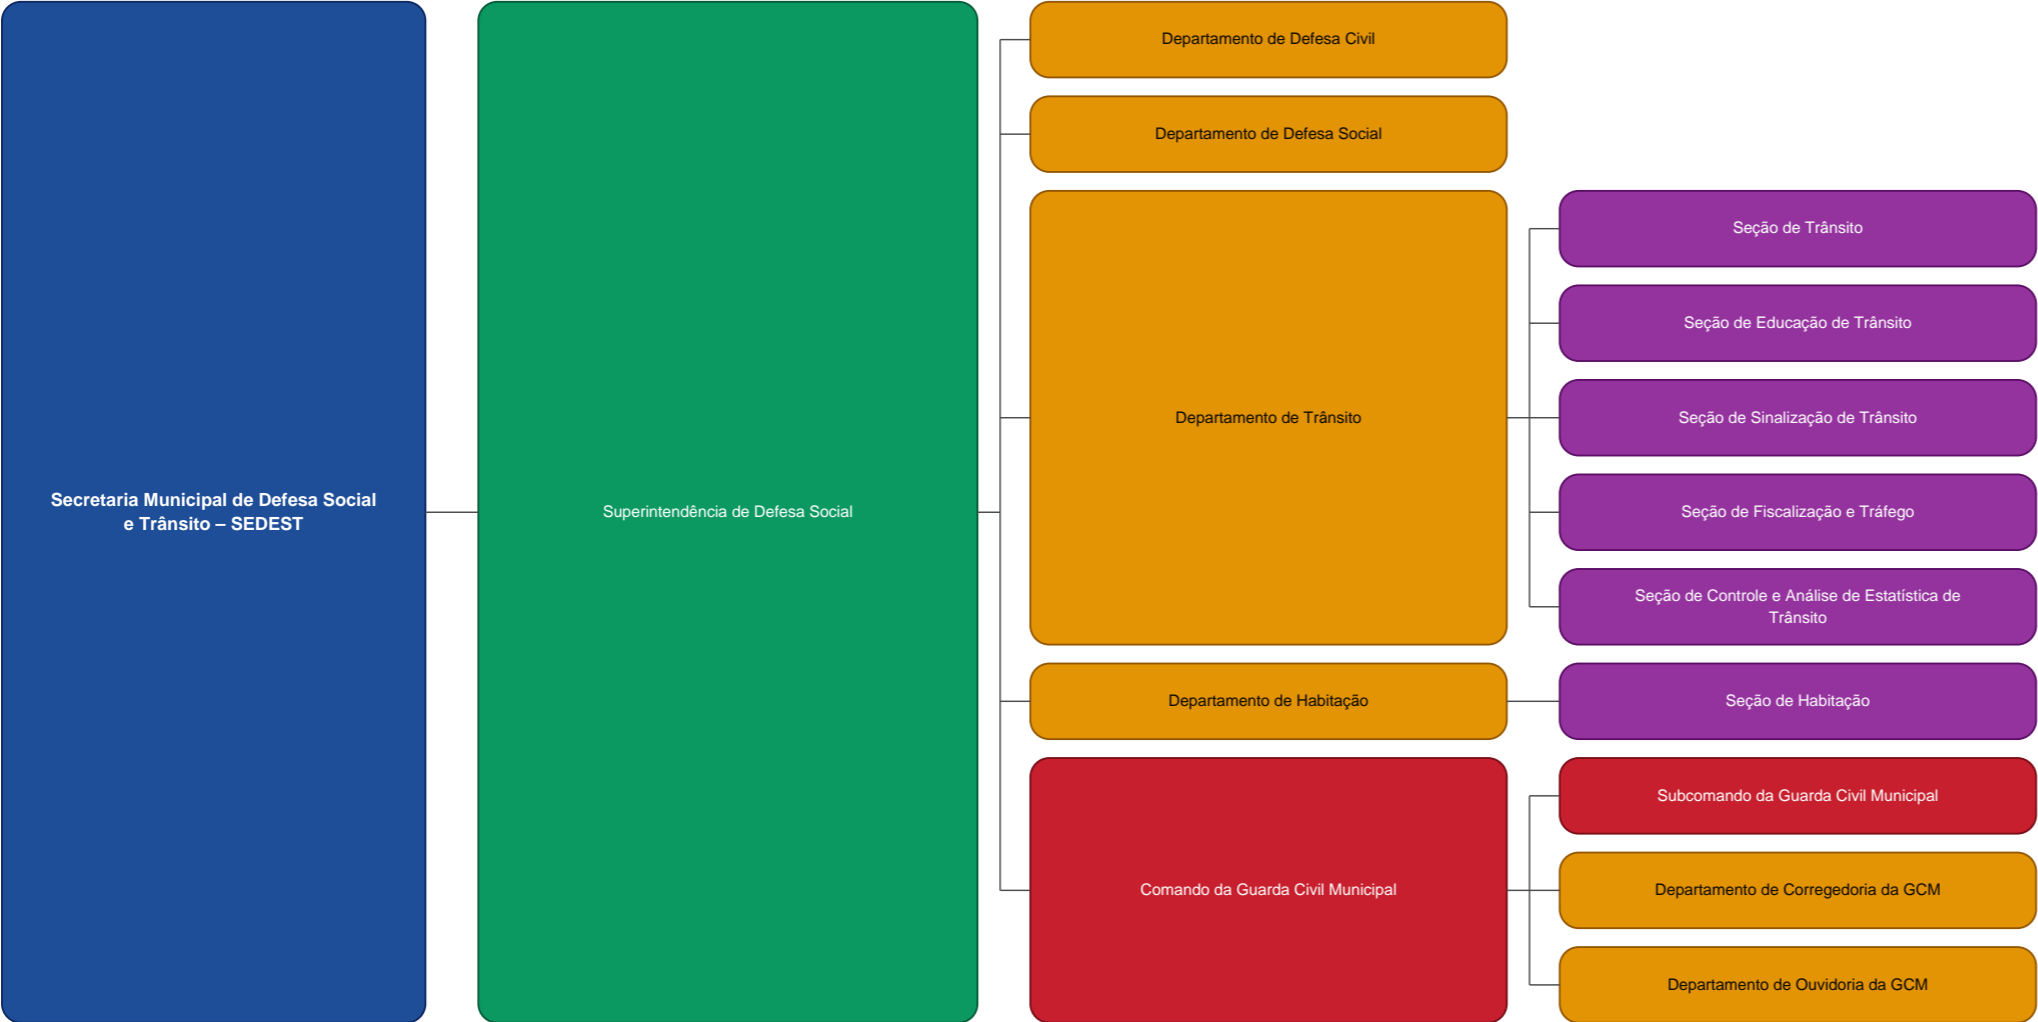 Secretaria Municipal de Defesa Social
e Trânsito – SEDEST
Superintendência de Defesa Social
Departamento de Defesa Civil
Departamento de Defesa Social
Departamento de Trânsito
Seção de Trânsito
Seção de Educação de Trânsito
Seção de Sinalização de Trânsito
Seção de Fiscalização e Tráfego
Seção de Controle e Análise de Estatística de
Trânsito
Departamento de Habitação
Seção de Habitação
Comando da Guarda Civil Municipal
Subcomando da Guarda Civil Municipal
Departamento de Corregedoria da GCM
Departamento de Ouvidoria da GCM